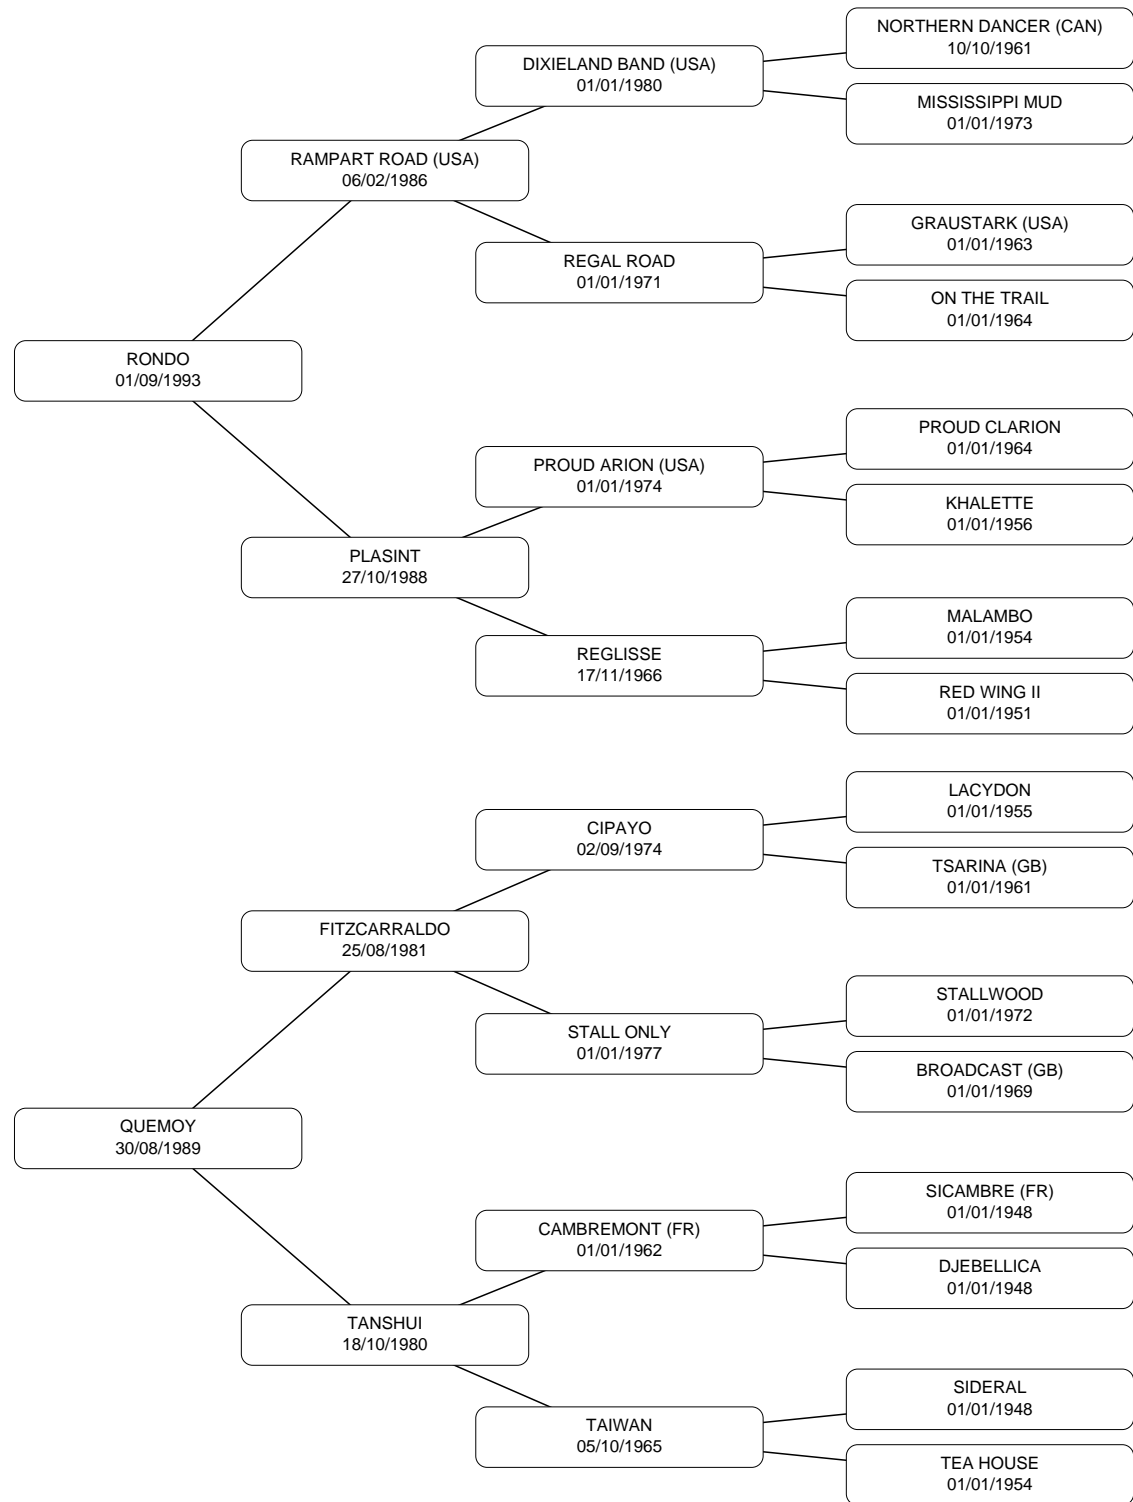 NORTHERN DANCER (CAN)
10/10/1961
DIXIELAND BAND (USA)
01/01/1980
MISSISSIPPI MUD
01/01/1973
RAMPART ROAD (USA)
06/02/1986
GRAUSTARK (USA)
01/01/1963
REGAL ROAD
01/01/1971
ON THE TRAIL
01/01/1964
RONDO
01/09/1993
PROUD CLARION
01/01/1964
PROUD ARION (USA)
01/01/1974
KHALETTE
01/01/1956
PLASINT
27/10/1988
MALAMBO
01/01/1954
REGLISSE
17/11/1966
RED WING II
01/01/1951
LACYDON
01/01/1955
CIPAYO
02/09/1974
TSARINA (GB)
01/01/1961
FITZCARRALDO
25/08/1981
STALLWOOD
01/01/1972
STALL ONLY
01/01/1977
BROADCAST (GB)
01/01/1969
QUEMOY
30/08/1989
SICAMBRE (FR)
01/01/1948
CAMBREMONT (FR)
01/01/1962
DJEBELLICA
01/01/1948
TANSHUI
18/10/1980
SIDERAL
01/01/1948
TAIWAN
05/10/1965
TEA HOUSE
01/01/1954